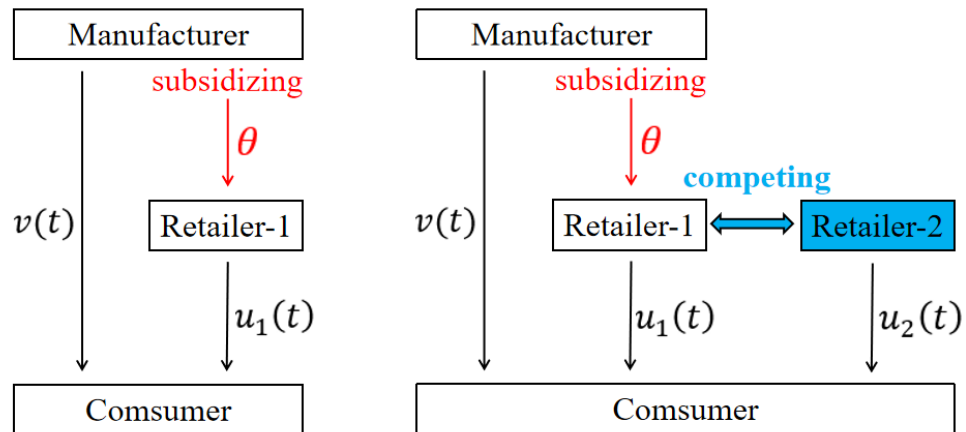 Manufacturer
subsidizing
θ
v(t)
Retailer-1
u₁(t)
Comsumer
Manufacturer
subsidizing
θ
competing
v(t)
Retailer-1
Retailer-2
u₁(t)
u₂(t)
Comsumer